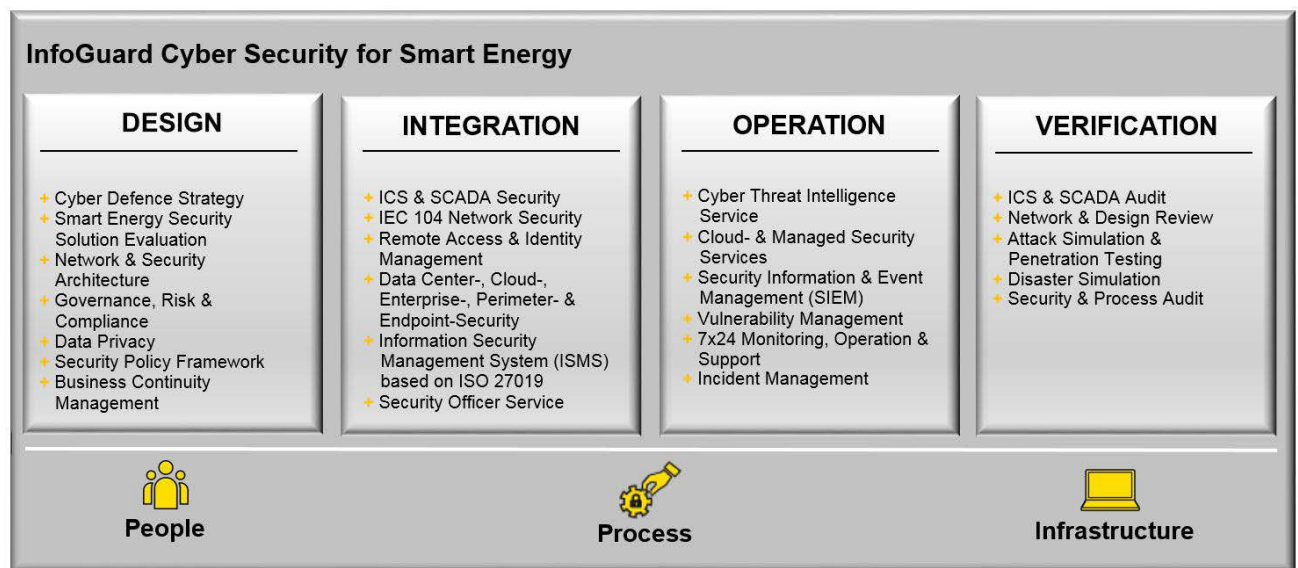 InfoGuard Cyber Security for Smart Energy
DESIGN
+ Cyber Defence Strategy
+ Smart Energy Security
Solution Evaluation
+ Network & Security
Architecture
+ Governance, Risk &
Compliance
+ Data Privacy
+ Security Policy Framework
+ Business Continuity
Management
INTEGRATION
+ ICS & SCADA Security
+ IEC 104 Network Security
+ Remote Access & Identity
Management
+ Data Center-, Cloud-,
Enterprise-, Perimeter- &
Endpoint-Security
+ Information Security
Management System (ISMS)
based on ISO 27019
+ Security Officer Service
OPERATION
+ Cyber Threat Intelligence
Service
+ Cloud- & Managed Security
Services
+ Security Information & Event
Management (SIEM)
+ Vulnerability Management
+ 7x24 Monitoring, Operation &
Support
+ Incident Management
VERIFICATION
+ ICS & SCADA Audit
+ Network & Design Review
+ Attack Simulation &
Penetration Testing
+ Disaster Simulation
+ Security & Process Audit
People
Process
Infrastructure